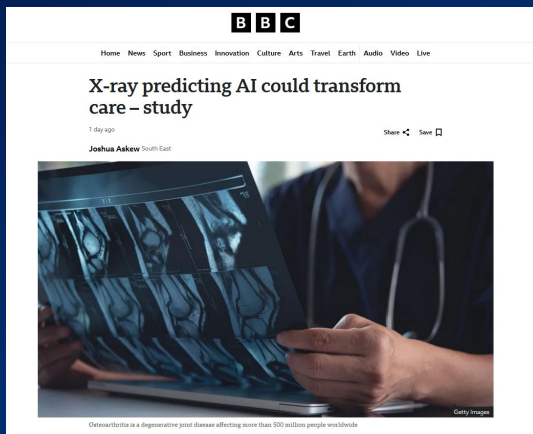 BBC
Home News Sport Business Innovation Culture Arts Travel Earth Audio Video Live
X-ray predicting AI could transform
care – study
1 day ago
Share Save
Joshua Askew South East
Getty Images
Osteoarthritis is a degenerative joint disease affecting more than 500 million people worldwide